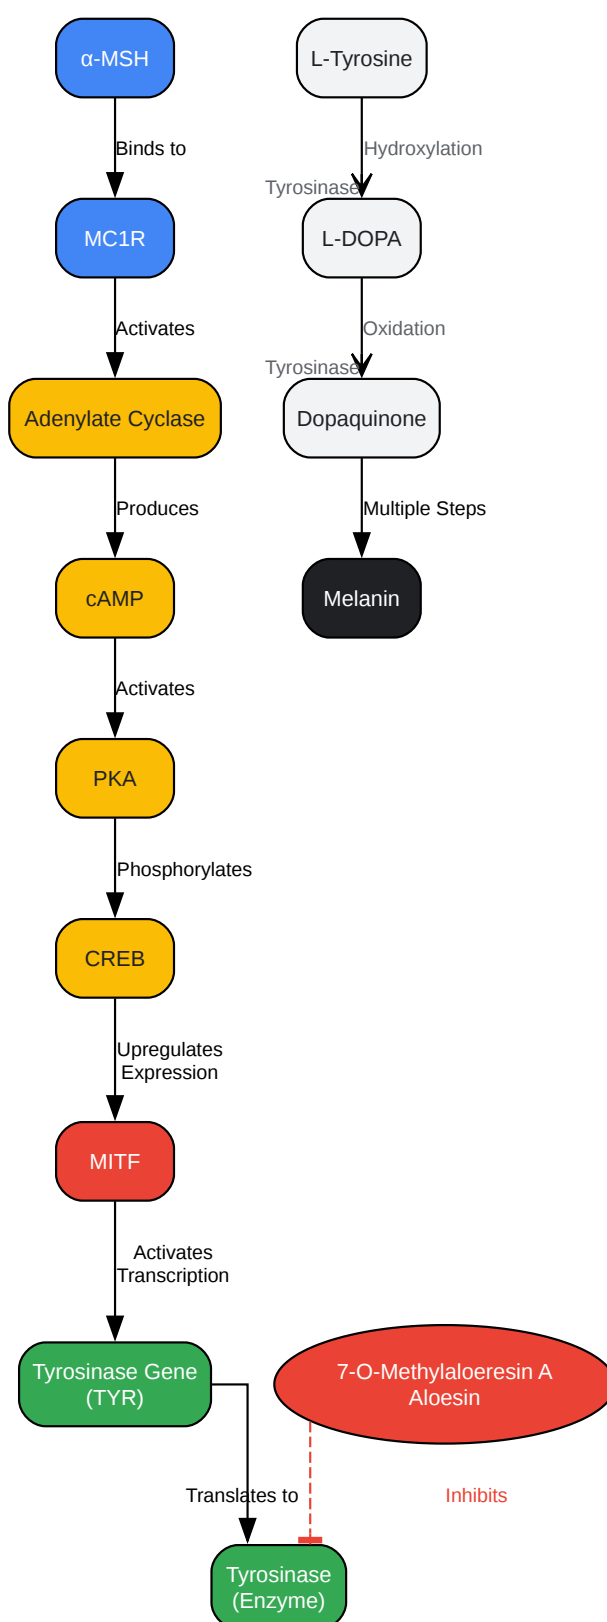 α-MSH
L-Tyrosine
Binds to
Hydroxylation
Tyrosinase
MC1R
L-DOPA
Activates
Oxidation
Tyrosinase
Adenylate Cyclase
Dopaquinone
Produces
Multiple Steps
cAMP
Melanin
Activates
PKA
Phosphorylates
CREB
Upregulates
Expression
MITF
Activates
Transcription
Tyrosinase Gene
(TYR)
7-O-Methylaloeresin A
Aloesin
Translates to
Inhibits
Tyrosinase
(Enzyme)